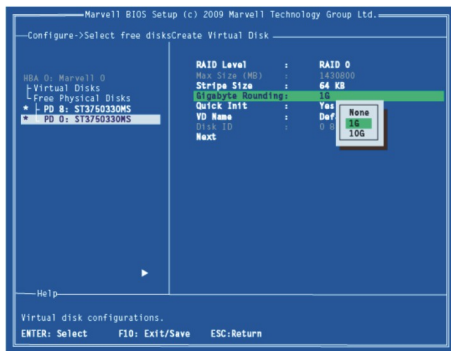 Marvell BIOS Setup (c) 2009 Marvell Technology Group Ltd.
Configure->Select free disksCreate Virtual Disk
HBA 0: Marvell 0
Virtual Disks
Free Physical Disks
* PD 8: ST3750330MS
* PD 0: ST3750330MS
RAID Level : RAID 0
Max Size (MB) : 1430800
Stripe Size : 64 KB
Gigabyte Rounding: 1G
Quick Init : Yes
VD Name : Def
Disk ID : 0 8
Next
None
1G
10G
Help
Virtual disk configurations.
ENTER: Select F10: Exit/Save ESC:Return